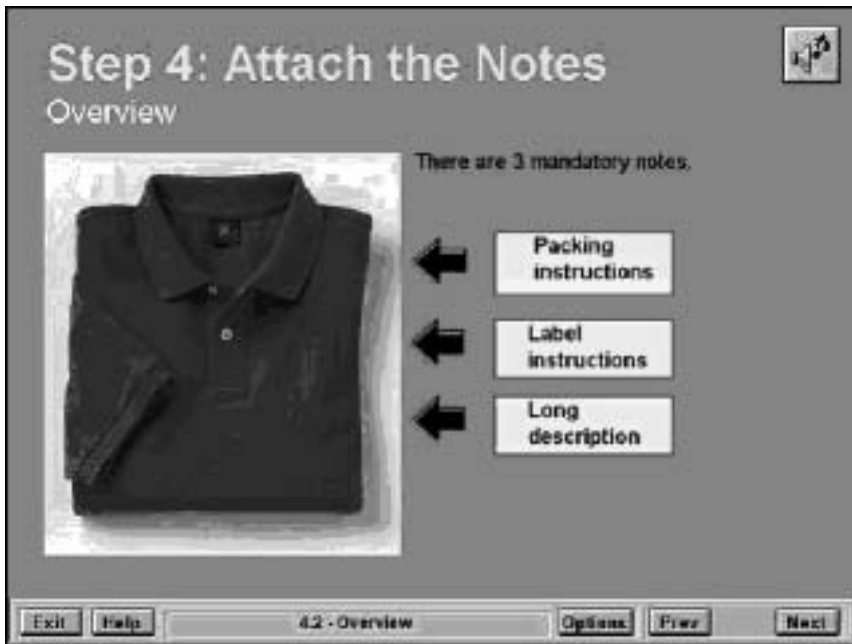 Step 4: Attach the Notes
Overview
There are 3 mandatory notes.
Packing
instructions
Label
instructions
Long
description
Exit Help 4.2 - Overview Options Prev Next